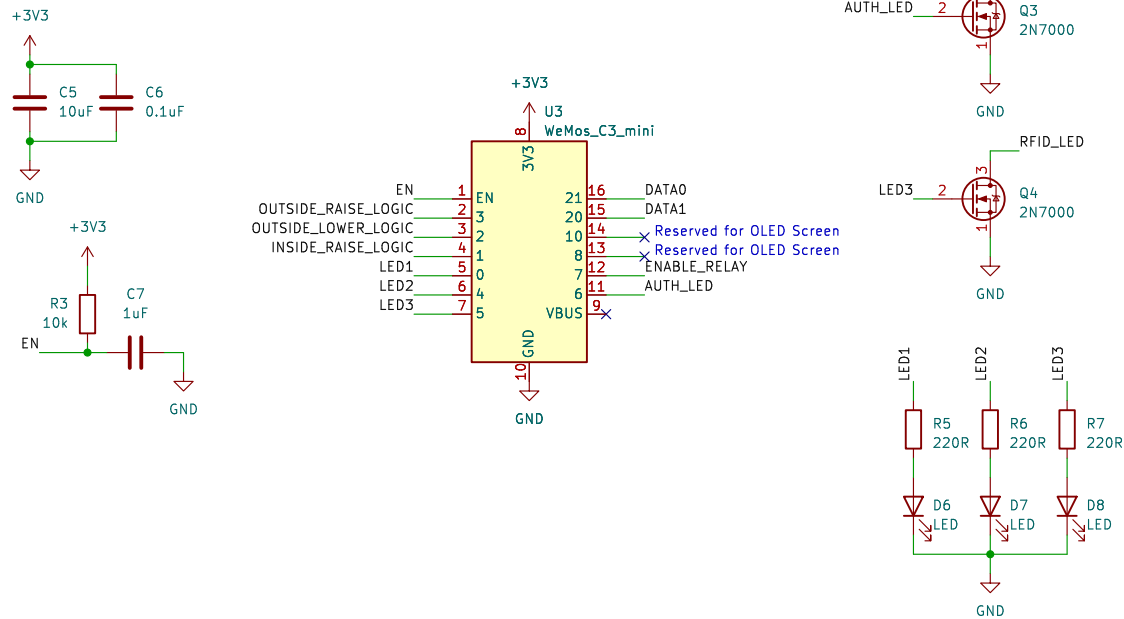 +3V3
C5
10uF
C6
0.1uF
GND
+3V3
R3
10k
C7
1uF
EN
GND
+3V3
U3
WeMos_C3_mini
8
3V3
EN 1 EN
OUTSIDE_RAISE_LOGIC 2 3
OUTSIDE_LOWER_LOGIC 3 2
INSIDE_RAISE_LOGIC 4 1
LED1 5 0
LED2 6 4
LED3 7 5
21 16 DATA0
20 15 DATA1
10 14 Reserved for OLED Screen
8 13 Reserved for OLED Screen
7 12 ENABLE_RELAY
6 11 AUTH_LED
VBUS 9
GND
10
GND
AUTH_LED 2
Q3
2N7000
1
GND
RFID_LED
3
LED3 2
Q4
2N7000
1
GND
LED1
LED2
LED3
R5
220R
R6
220R
R7
220R
D6
LED
D7
LED
D8
LED
GND